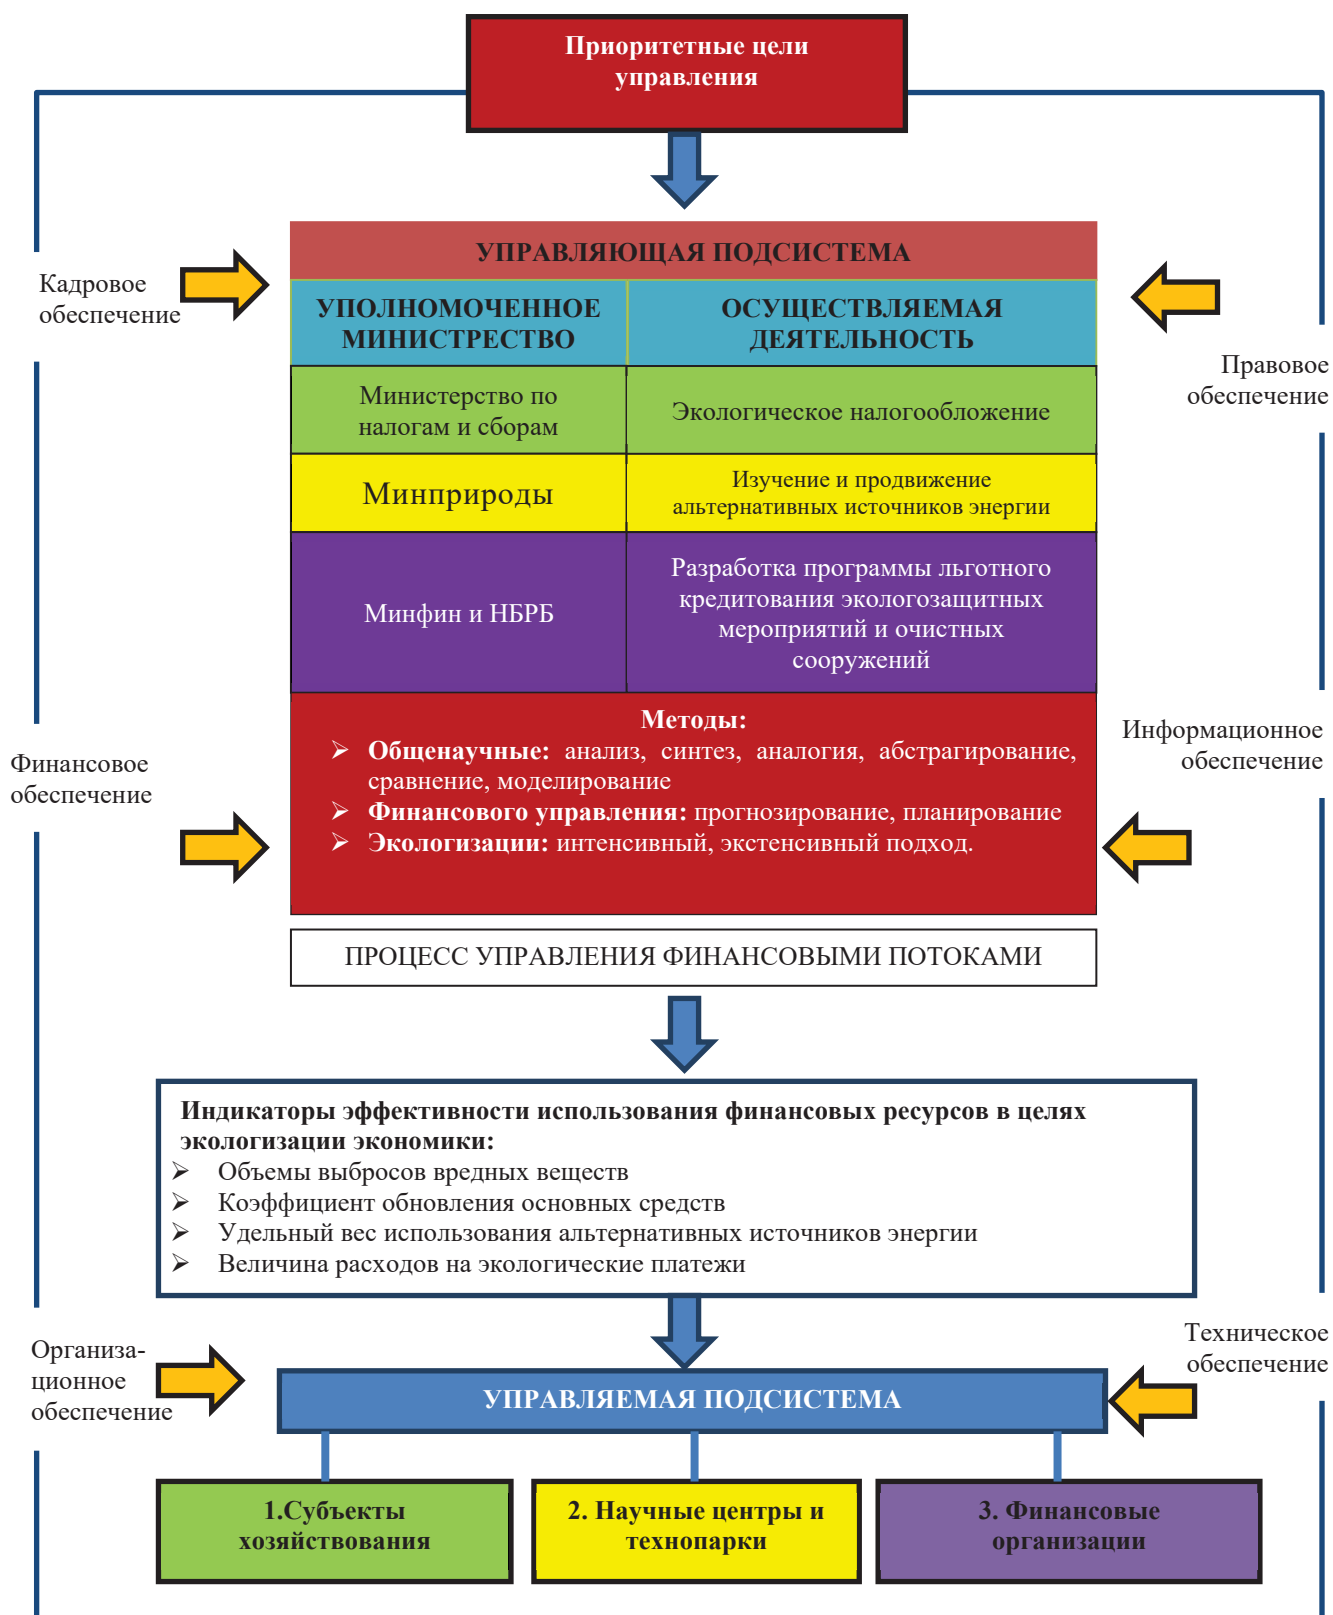 Приоритетные цели
управления
УПРАВЛЯЮЩАЯ ПОДСИСТЕМА
Кадровое
обеспечение
УПОЛНОМОЧЕННОЕ
МИНИСТРЕСТВО
ОСУЩЕСТВЛЯЕМАЯ
ДЕЯТЕЛЬНОСТЬ
Правовое
обеспечение
Министерство по
налогам и сборам
Экологическое налогообложение
Минприроды
Изучение и продвижение
альтернативных источников энергии
Минфин и НБРБ
Разработка программы льготного
кредитования экологозащитных
мероприятий и очистных
сооружений
Методы:
➢ Общенаучные: анализ, синтез, аналогия, абстрагирование,
сравнение, моделирование
➢ Финансового управления: прогнозирование, планирование
➢ Экологизации: интенсивный, экстенсивный подход.
Финансовое
обеспечение
Информационное
обеспечение
ПРОЦЕСС УПРАВЛЕНИЯ ФИНАНСОВЫМИ ПОТОКАМИ
Индикаторы эффективности использования финансовых ресурсов в целях
экологизации экономики:
➢ Объемы выбросов вредных веществ
➢ Коэффициент обновления основных средств
➢ Удельный вес использования альтернативных источников энергии
➢ Величина расходов на экологические платежи
Организа-
ционное
обеспечение
Техническое
обеспечение
УПРАВЛЯЕМАЯ ПОДСИСТЕМА
1.Субъекты
хозяйствования
2. Научные центры и
технопарки
3. Финансовые
организации